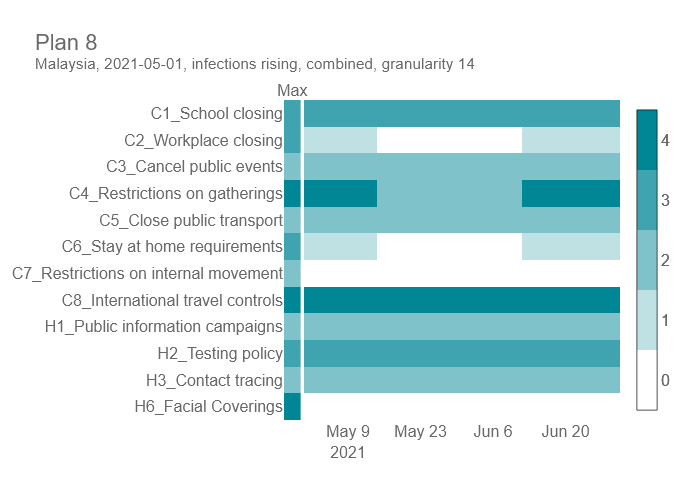 Plan 8
Malaysia, 2021-05-01, infections rising, combined, granularity 14
Max
C1_School closing
C2_Workplace closing
C3_Cancel public events
C4_Restrictions on gatherings
C5_Close public transport
C6_Stay at home requirements
C7_Restrictions on internal movement
C8_International travel controls
H1_Public information campaigns
H2_Testing policy
H3_Contact tracing
H6_Facial Coverings
May 9 May 23 Jun 6 Jun 20
2021
4
3
2
1
0